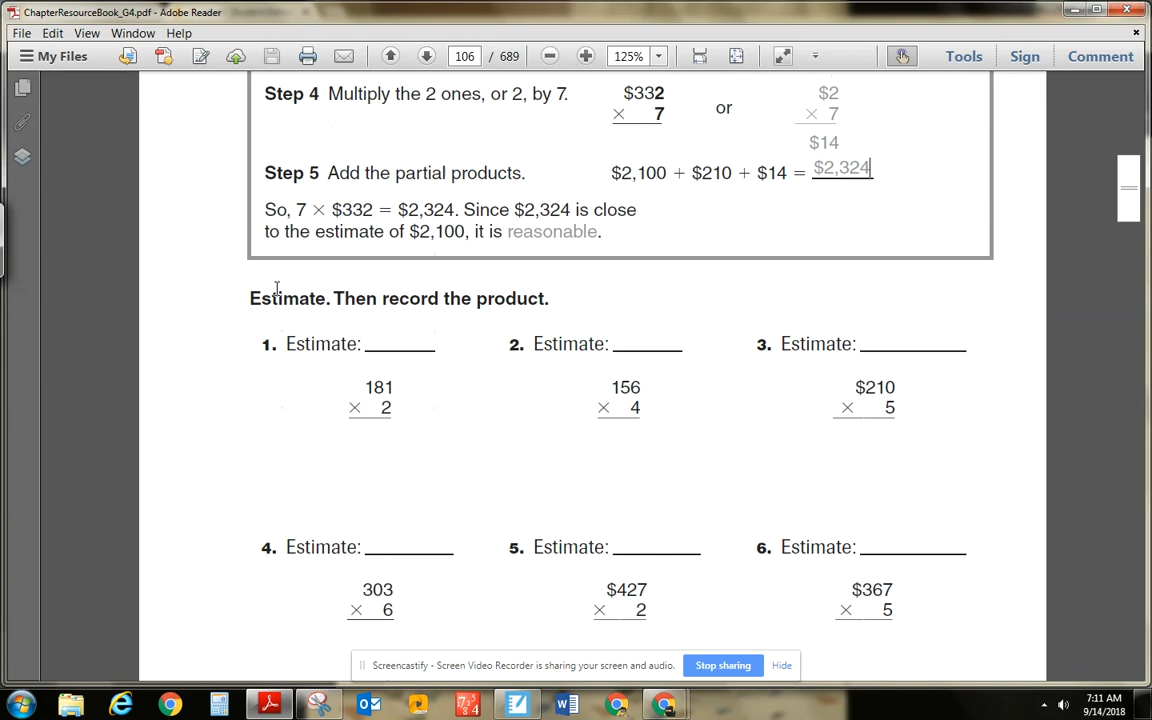 ChapterResourceBook_G4.pdf - Adobe Reader
File Edit View Window Help
My Files 106 / 689 125% Tools Sign Comment
Step 4 Multiply the 2 ones, or 2, by 7. $332 or $2
× 7 × 7
$14
Step 5 Add the partial products. $2,100 + $210 + $14 = $2,324
So, 7 × $332 = $2,324. Since $2,324 is close
to the estimate of $2,100, it is reasonable.
Estimate. Then record the product.
1. Estimate: 2. Estimate: 3. Estimate:
181 156 $210
× 2 × 4 × 5
4. Estimate: 5. Estimate: 6. Estimate:
303 $427 $367
× 6 × 2 × 5
Screencastify - Screen Video Recorder is sharing your screen and audio. Stop sharing Hide
7:11 AM
9/14/2018